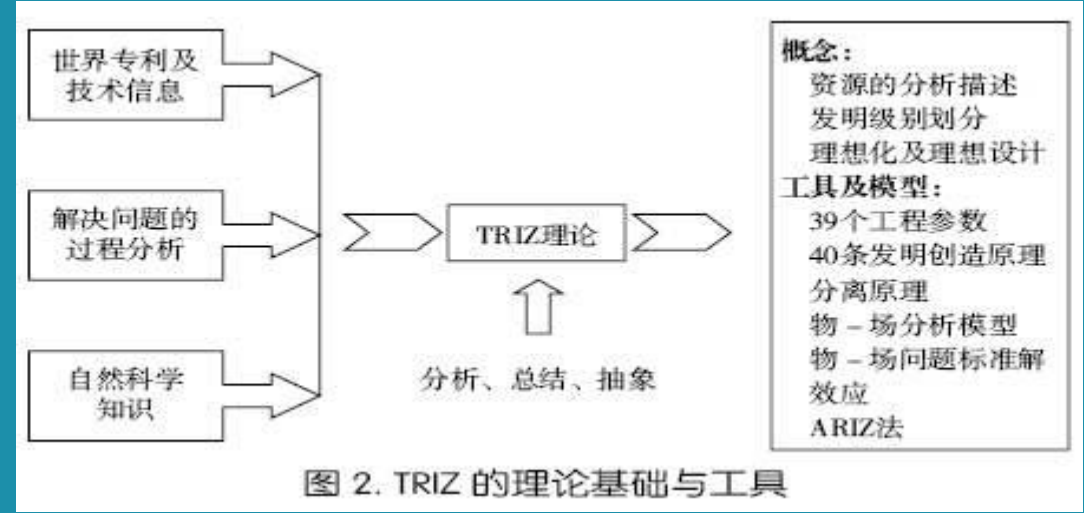 世界专利及
技术信息
解决问题的
过程分析
自然科学
知识
TRIZ理论
分析、总结、抽象
概念：
资源的分析描述
发明级别划分
理想化及理想设计
工具及模型：
39个工程参数
40条发明创造原理
分离原理
物－场分析模型
物－场问题标准解
效应
ARIZ法
图 2. TRIZ 的理论基础与工具